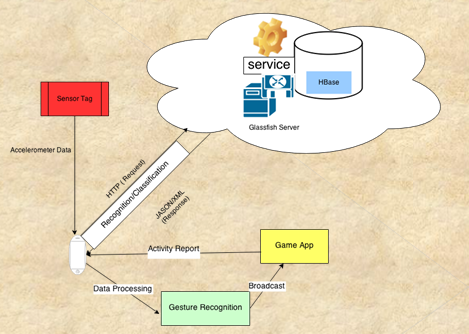 service
HBase
Glassfish Server
Sensor Tag
Accelerometer Data
HTTP ( Request)
Recognition/Classification
JASON/XML
(Response)
Activity Report
Game App
Data Processing
Broadcast
Gesture Recognition